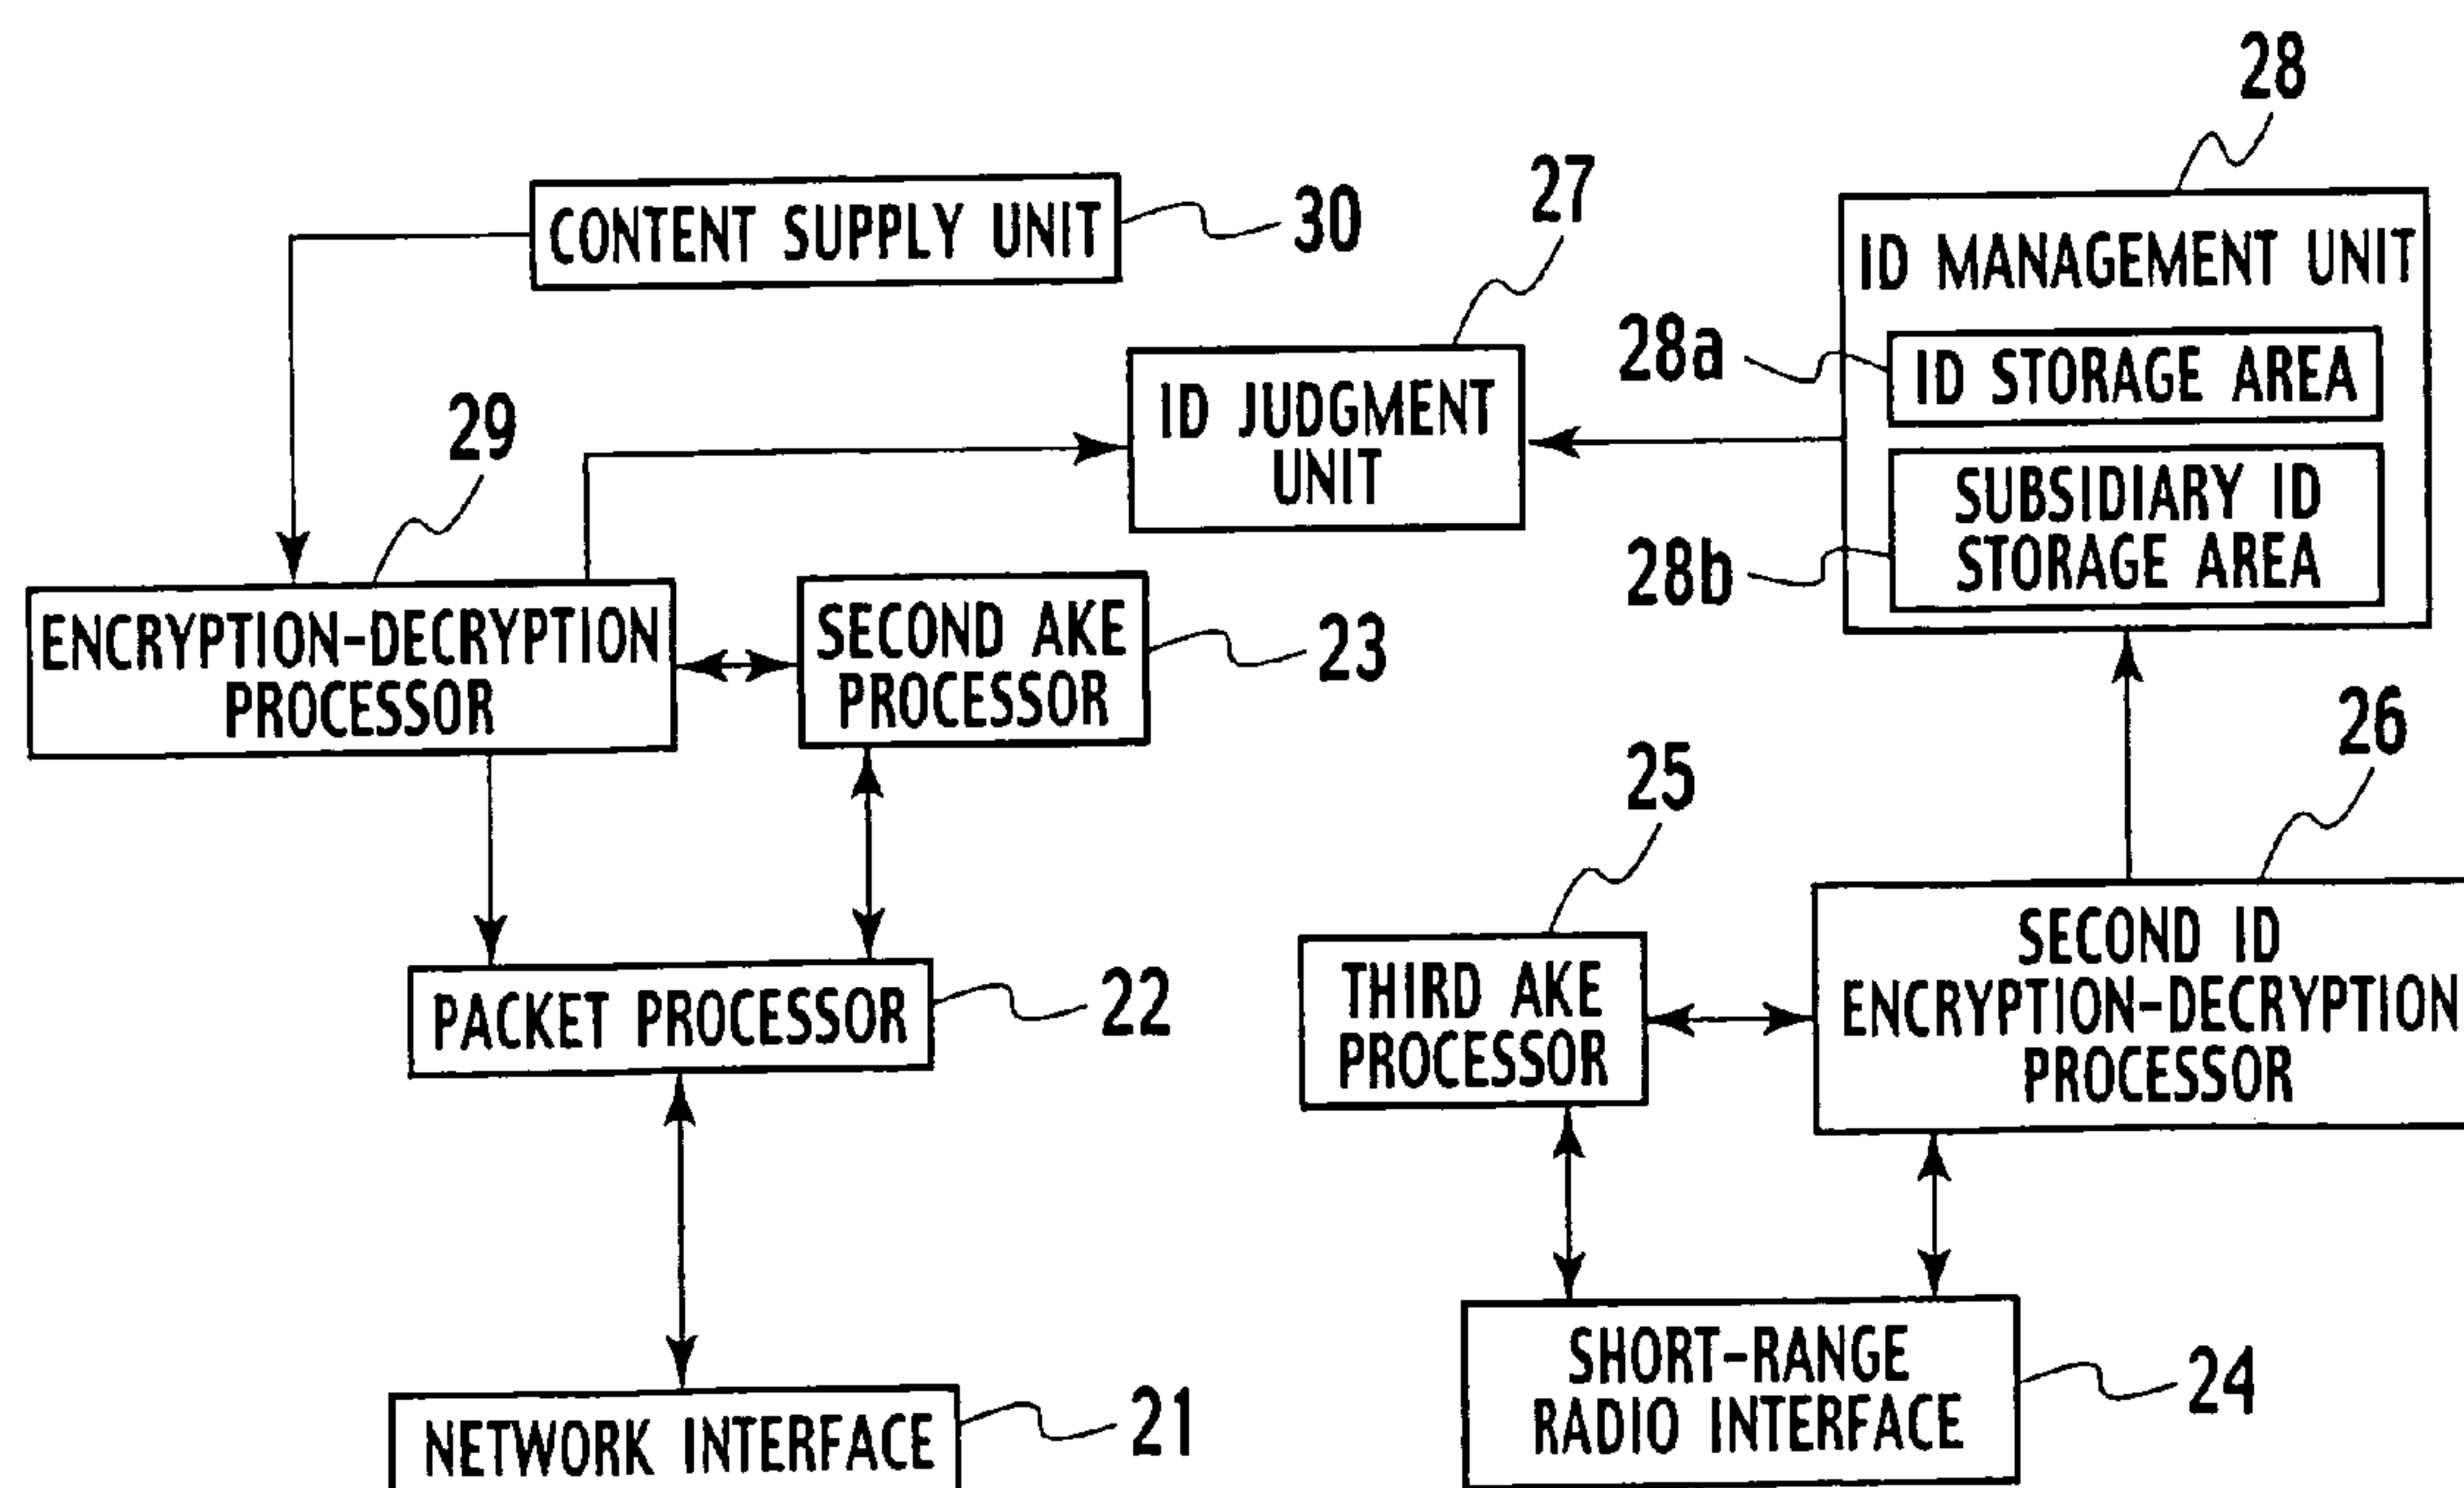 28
27
CONTENT SUPPLY UNIT
30
ID MANAGEMENT UNIT
28a
ID STORAGE AREA
ID JUDGMENT
UNIT
29
SUBSIDIARY ID
STORAGE AREA
28b
ENCRYPTION-DECRYPTION
PROCESSOR
SECOND AKE
PROCESSOR
23
26
25
SECOND ID
ENCRYPTION-DECRYPTION
PROCESSOR
THIRD AKE
PROCESSOR
PACKET PROCESSOR
22
SHORT-RANGE
RADIO INTERFACE
24
NETWORK INTERFACE
21